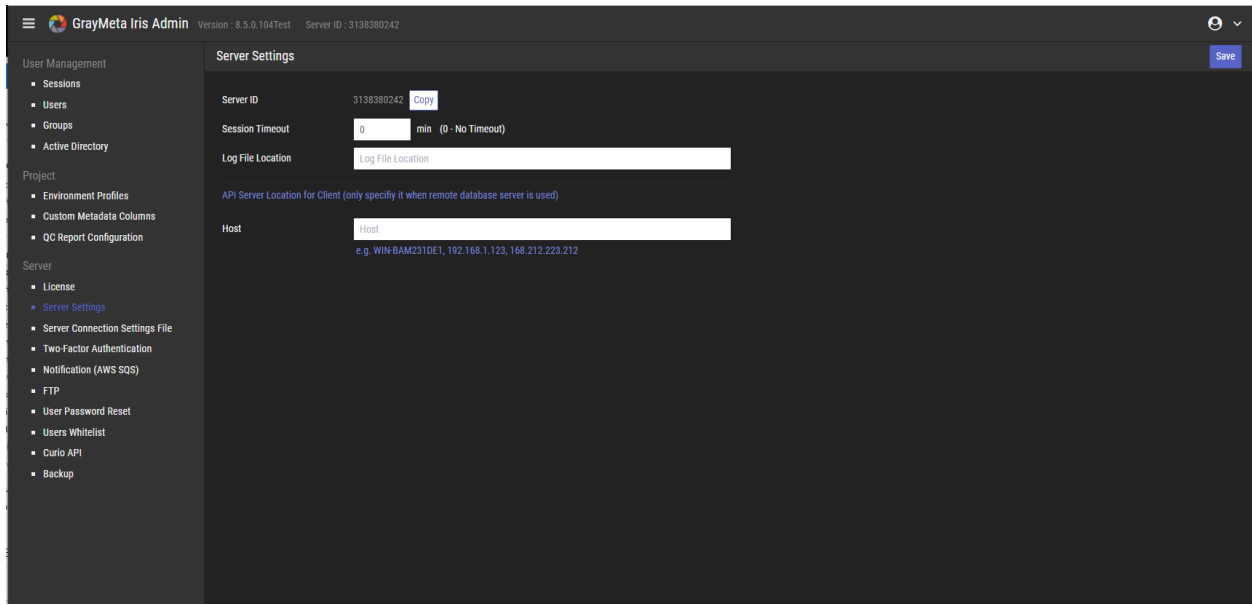 GrayMeta Iris Admin Version : 8.5.0.104Test Server ID : 3138380242
User Management
Sessions
Users
Groups
Active Directory
Project
Environment Profiles
Custom Metadata Columns
QC Report Configuration
Server
License
Server Settings
Server Connection Settings File
Two-Factor Authentication
Notification (AWS SQS)
FTP
User Password Reset
Users Whitelist
Curio API
Backup
Server Settings Save
Server ID 3138380242 Copy
Session Timeout 0 min (0 - No Timeout)
Log File Location Log File Location
API Server Location for Client (only specifiy it when remote database server is used)
Host Host
e.g. WIN-BAM231DE1, 192.168.1.123, 168.212.223.212